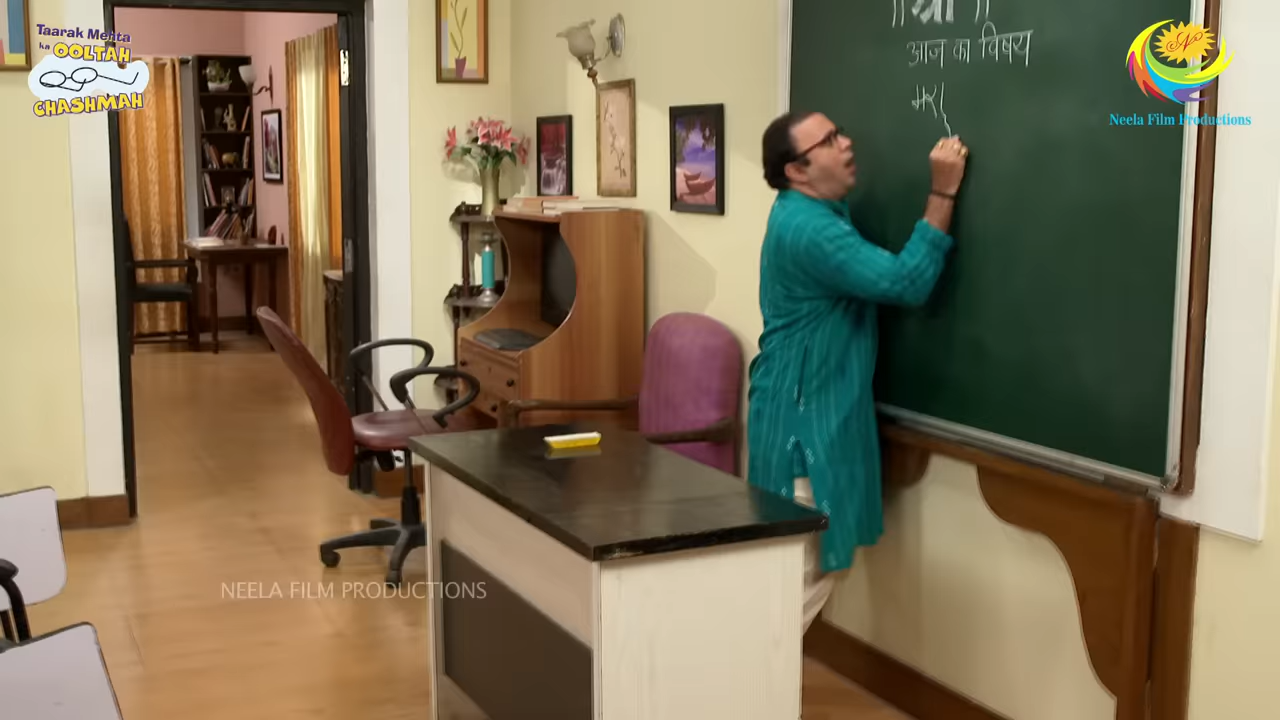 Taarak Mehta
ka OOLTAH
CHASHMAH
Neela Film Productions
|| श्री ||
आज का विषय
NEELA FILM PRODUCTIONS